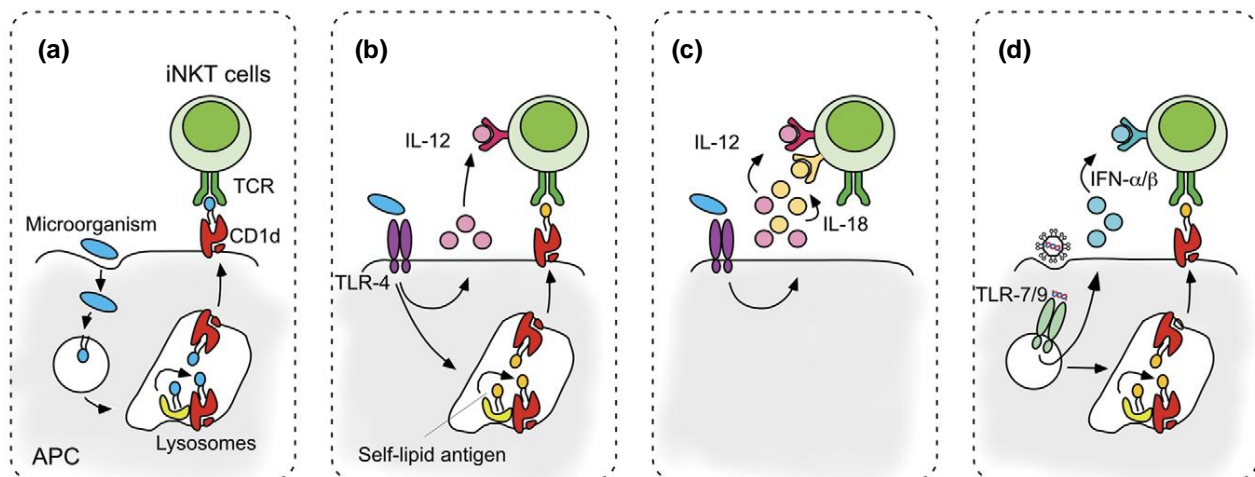 (a)
iNKT cells
TCR
Microorganism
CD1d
Lysosomes
APC
(b)
IL-12
TLR-4
Self-lipid antigen
(c)
IL-12
IL-18
(d)
IFN-α/β
TLR-7/9